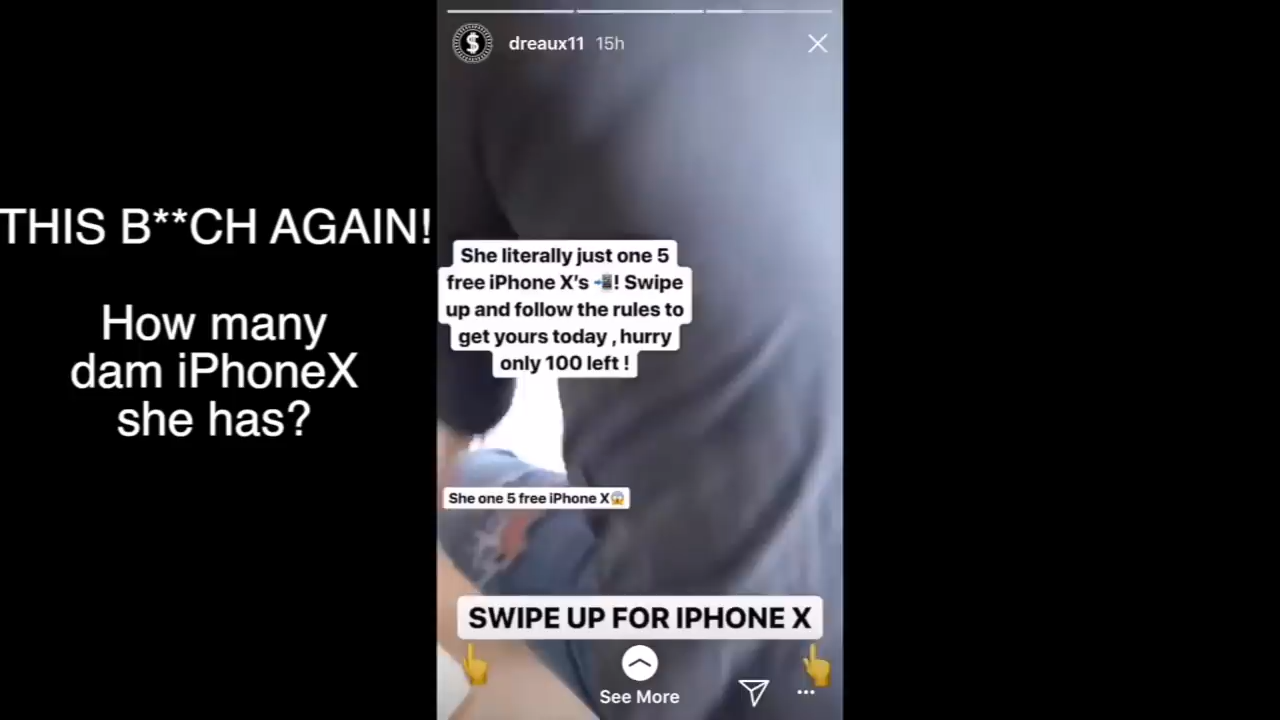 dreaux11 15h
THIS B**CH AGAIN!
How many
dam iPhoneX
she has?
She literally just one 5
free iPhone X's 📲! Swipe
up and follow the rules to
get yours today , hurry
only 100 left !
She one 5 free iPhone X😱
SWIPE UP FOR IPHONE X
See More